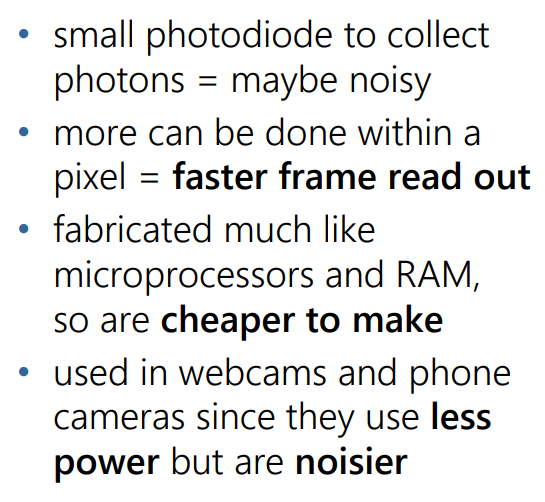 • small photodiode to collect
photons = maybe noisy
• more can be done within a
pixel = faster frame read out
• fabricated much like
microprocessors and RAM,
so are cheaper to make
• used in webcams and phone
cameras since they use less
power but are noisier